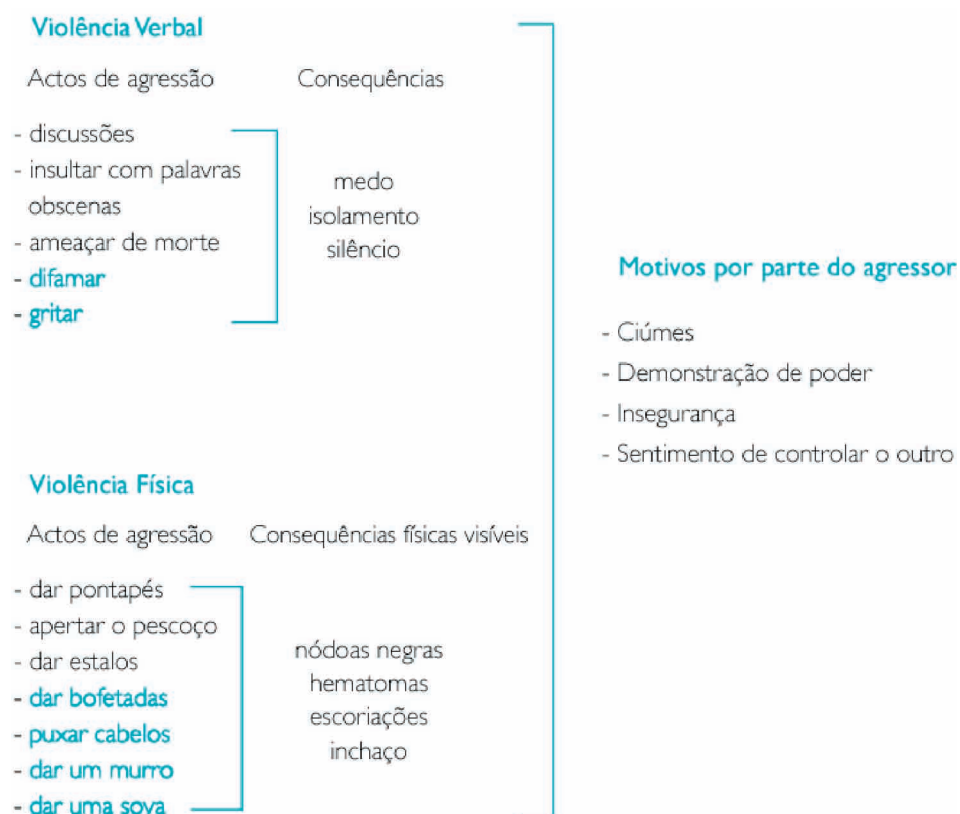 Violência Verbal
Actos de agressão
Consequências
- discussões
- insultar com palavras
obscenas
- ameaçar de morte
- difamar
- gritar
medo
isolamento
silêncio
Violência Física
Actos de agressão
Consequências físicas visíveis
- dar pontapés
- apertar o pescoço
- dar estalos
- dar bofetadas
- puxar cabelos
- dar um murro
- dar uma sova
nódoas negras
hematomas
escoriações
inchaço
Motivos por parte do agressor
- Ciúmes
- Demonstração de poder
- Insegurança
- Sentimento de controlar o outro